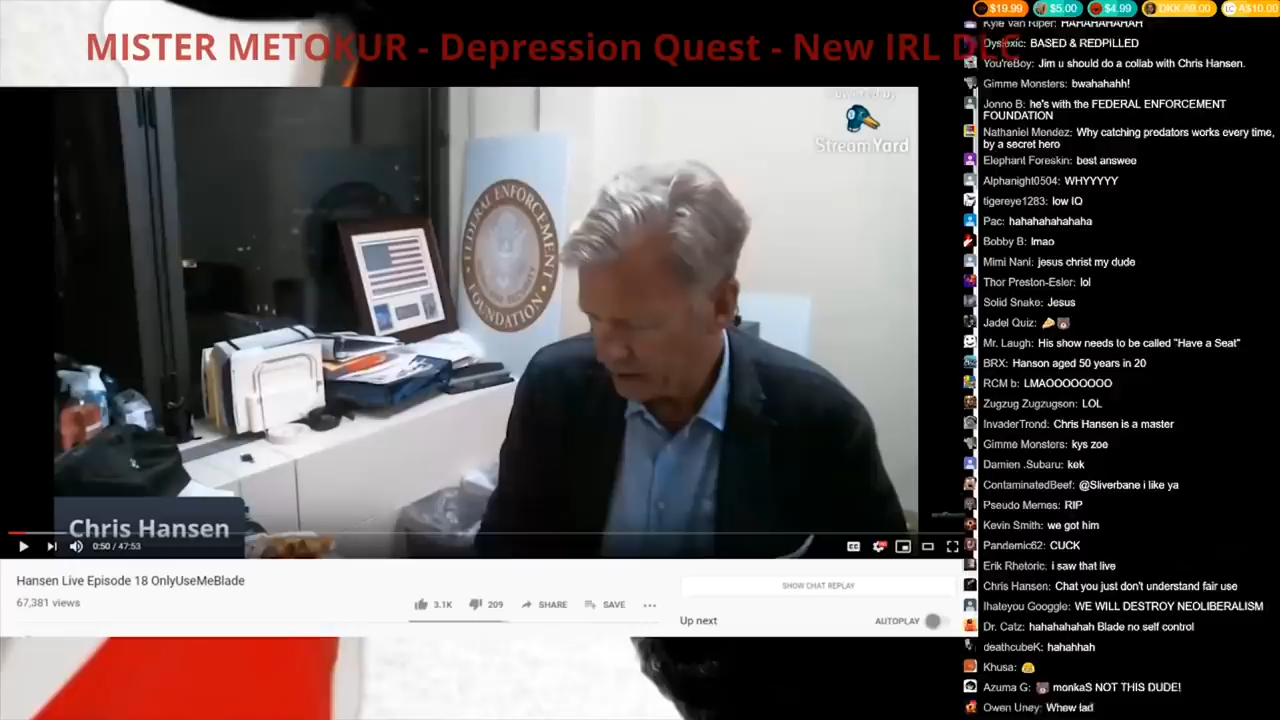 $19.99 $5.00 $4.99 DKK 69.00 A$10.00
MISTER METOKUR - Depression Quest - New IRL DLC
StreamYard
FEDERAL ENFORCEMENT
FOUNDATION
Chris Hansen
0:50 / 47:53
Hansen Live Episode 18 OnlyUseMeBlade
67,381 views
3.1K 209 SHARE SAVE
SHOW CHAT REPLAY
Up next AUTOPLAY
Kyle Van Riper: HAHAHAHAHAH
Dyslexic: BASED & REDPILLED
You'reBoy: Jim u should do a collab with Chris Hansen.
Gimme Monsters: bwahahahh!
Jonno B: he's with the FEDERAL ENFORCEMENT
FOUNDATION
Nathaniel Mendez: Why catching predators works every time,
by a secret hero
Elephant Foreskin: best answee
Alphanight0504: WHYYYYY
tigereye1283: low IQ
Pac: hahahahahahaha
Bobby B: lmao
Mimi Nani: jesus christ my dude
Thor Preston-Esler: lol
Solid Snake: Jesus
Jadel Quiz: 🧀🐻
Mr. Laugh: His show needs to be called "Have a Seat"
BRX: Hanson aged 50 years in 20
RCM b: LMAOOOOOOOO
Zugzug Zugzugson: LOL
InvaderTrond: Chris Hansen is a master
Gimme Monsters: kys zoe
Damien .Subaru: kek
ContaminatedBeef: @Sliverbane i like ya
Pseudo Memes: RIP
Kevin Smith: we got him
Pandemic62: CUCK
Erik Rhetoric: i saw that live
Chris Hansen: Chat you just don't understand fair use
Ihateyou Googgle: WE WILL DESTROY NEOLIBERALISM
Dr. Catz: hahahahahah Blade no self control
deathcubeK: hahahhah
Khusa: 😂
Azuma G: 🐻 monkaS NOT THIS DUDE!
Owen Uney: Whew lad